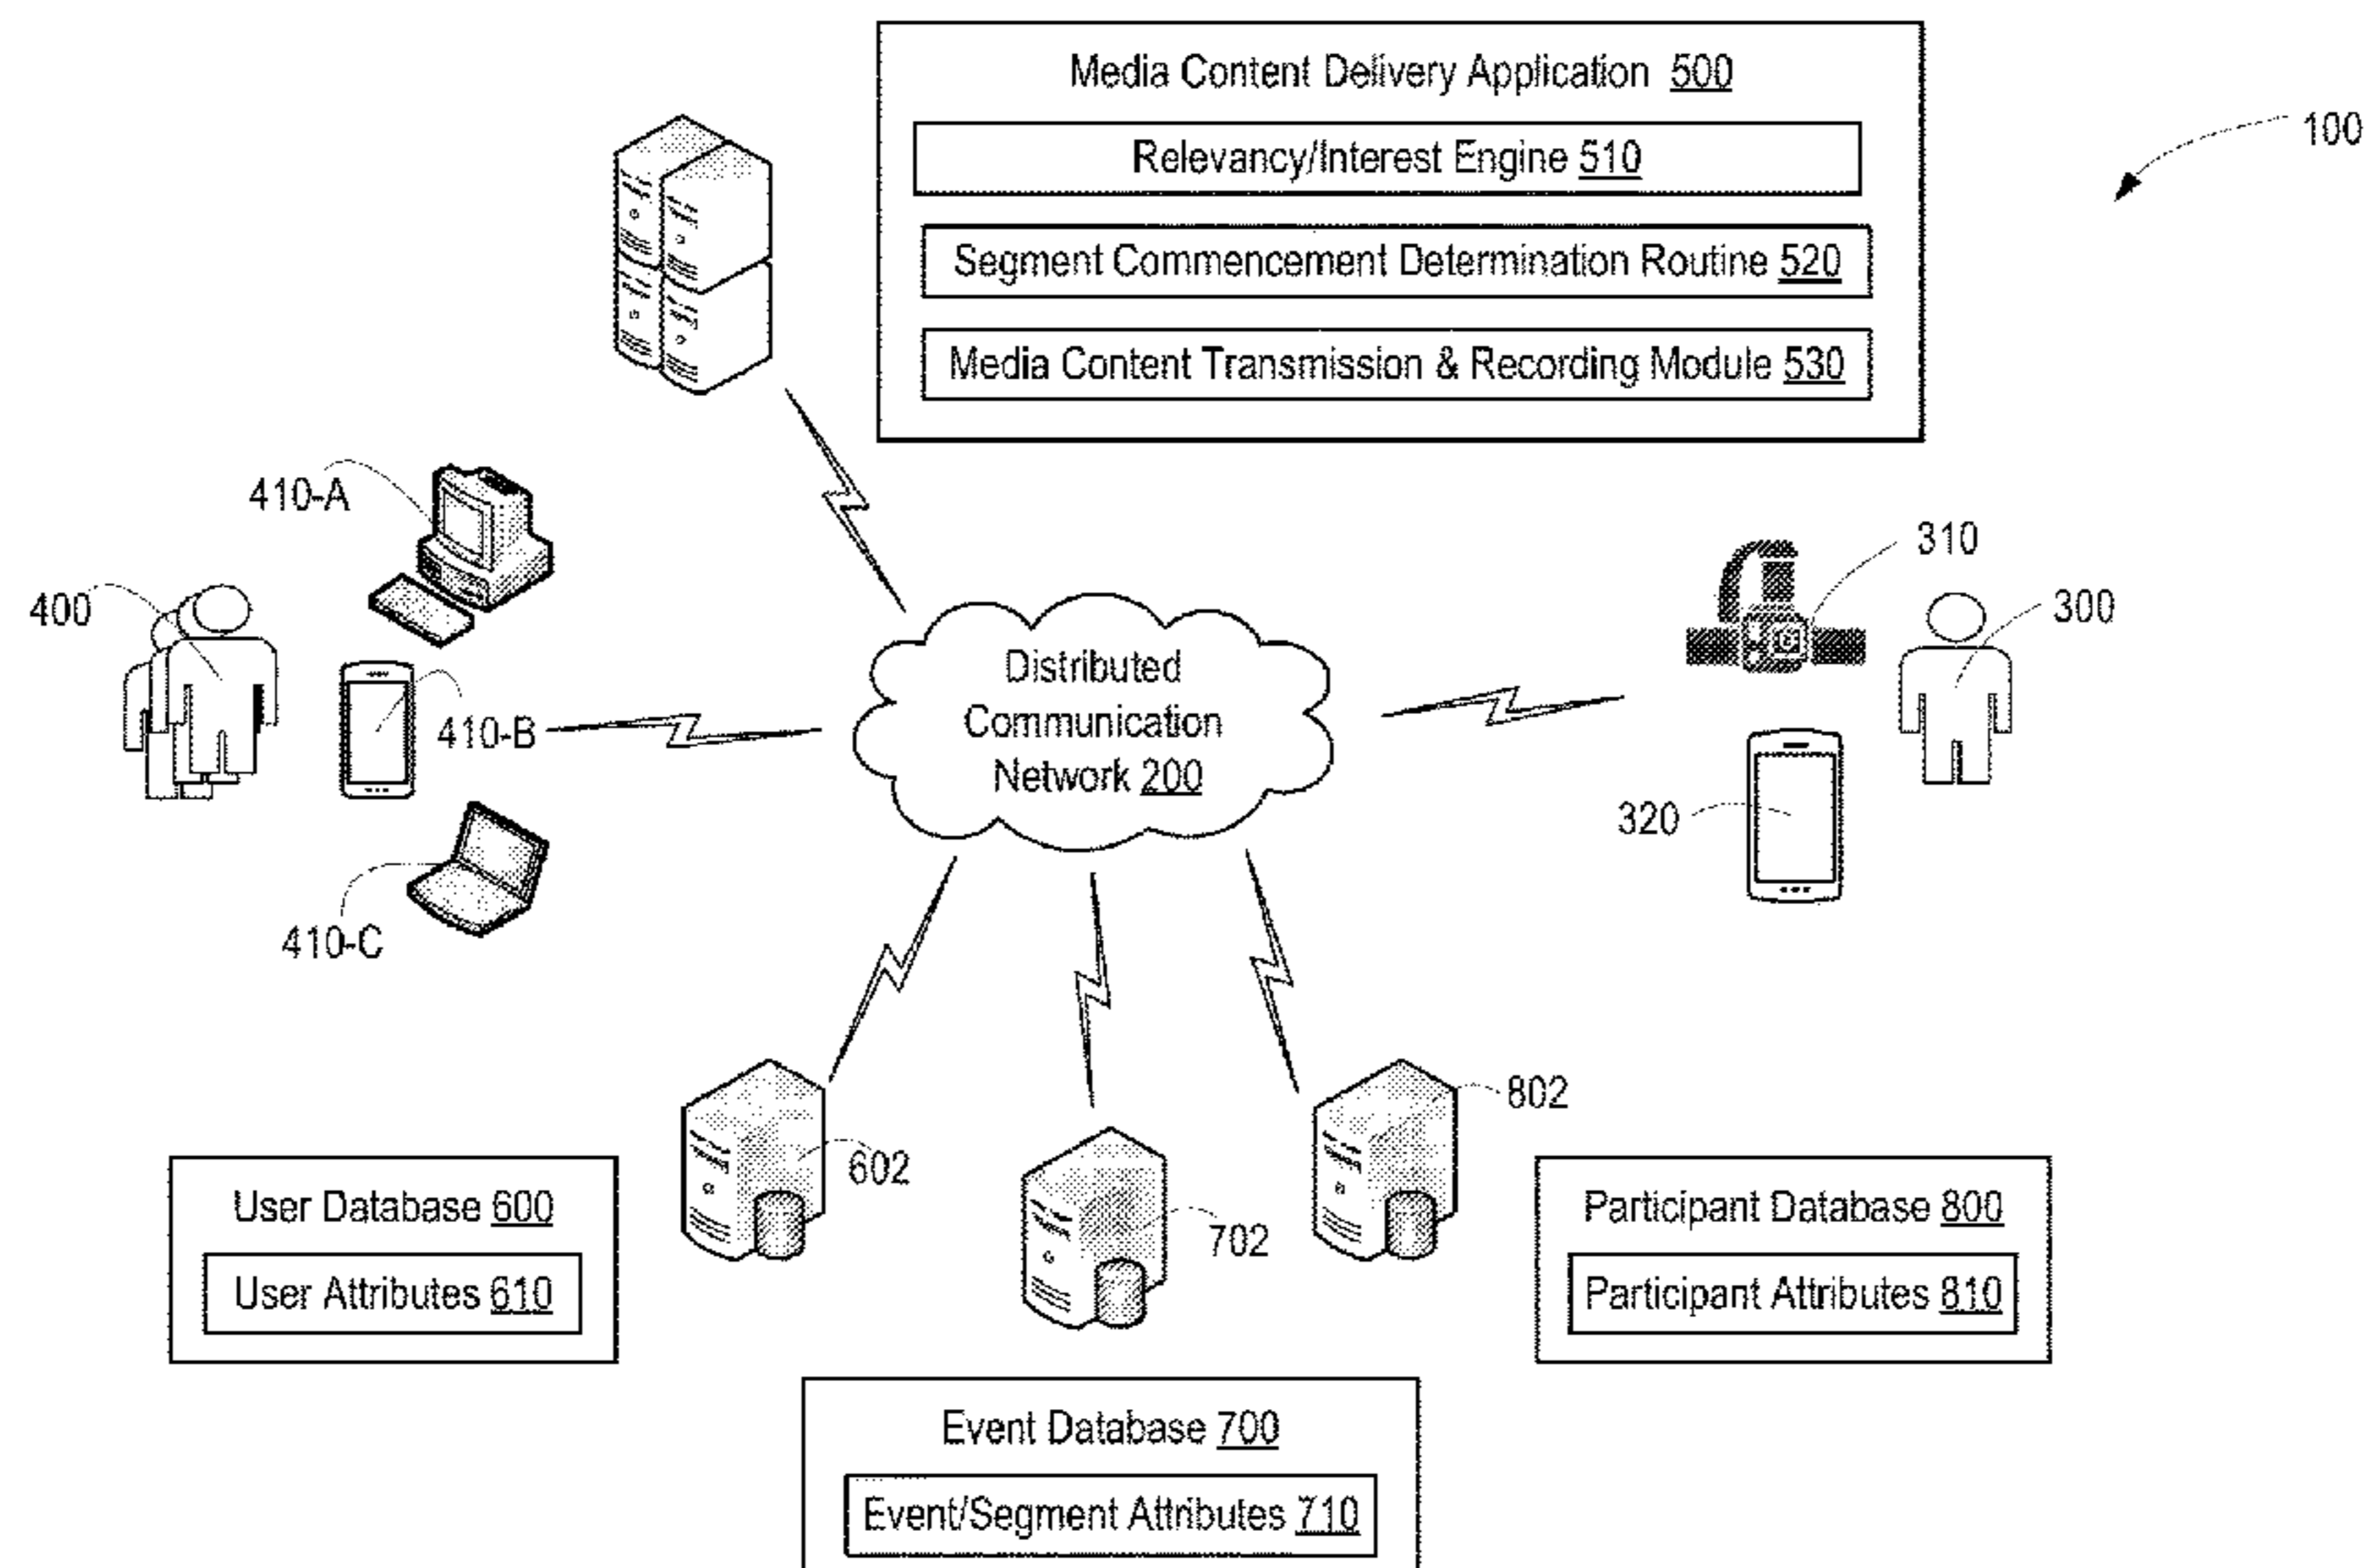 Media Content Delivery Application 500
Relevancy/Interest Engine 510
Segment Commencement Determination Routine 520
Media Content Transmission & Recording Module 530
100
410-A
400
410-B
410-C
Distributed
Communication
Network 200
310
300
320
602
702
802
User Database 600
User Attributes 610
Participant Database 800
Participant Attributes 810
Event Database 700
Event/Segment Attributes 710